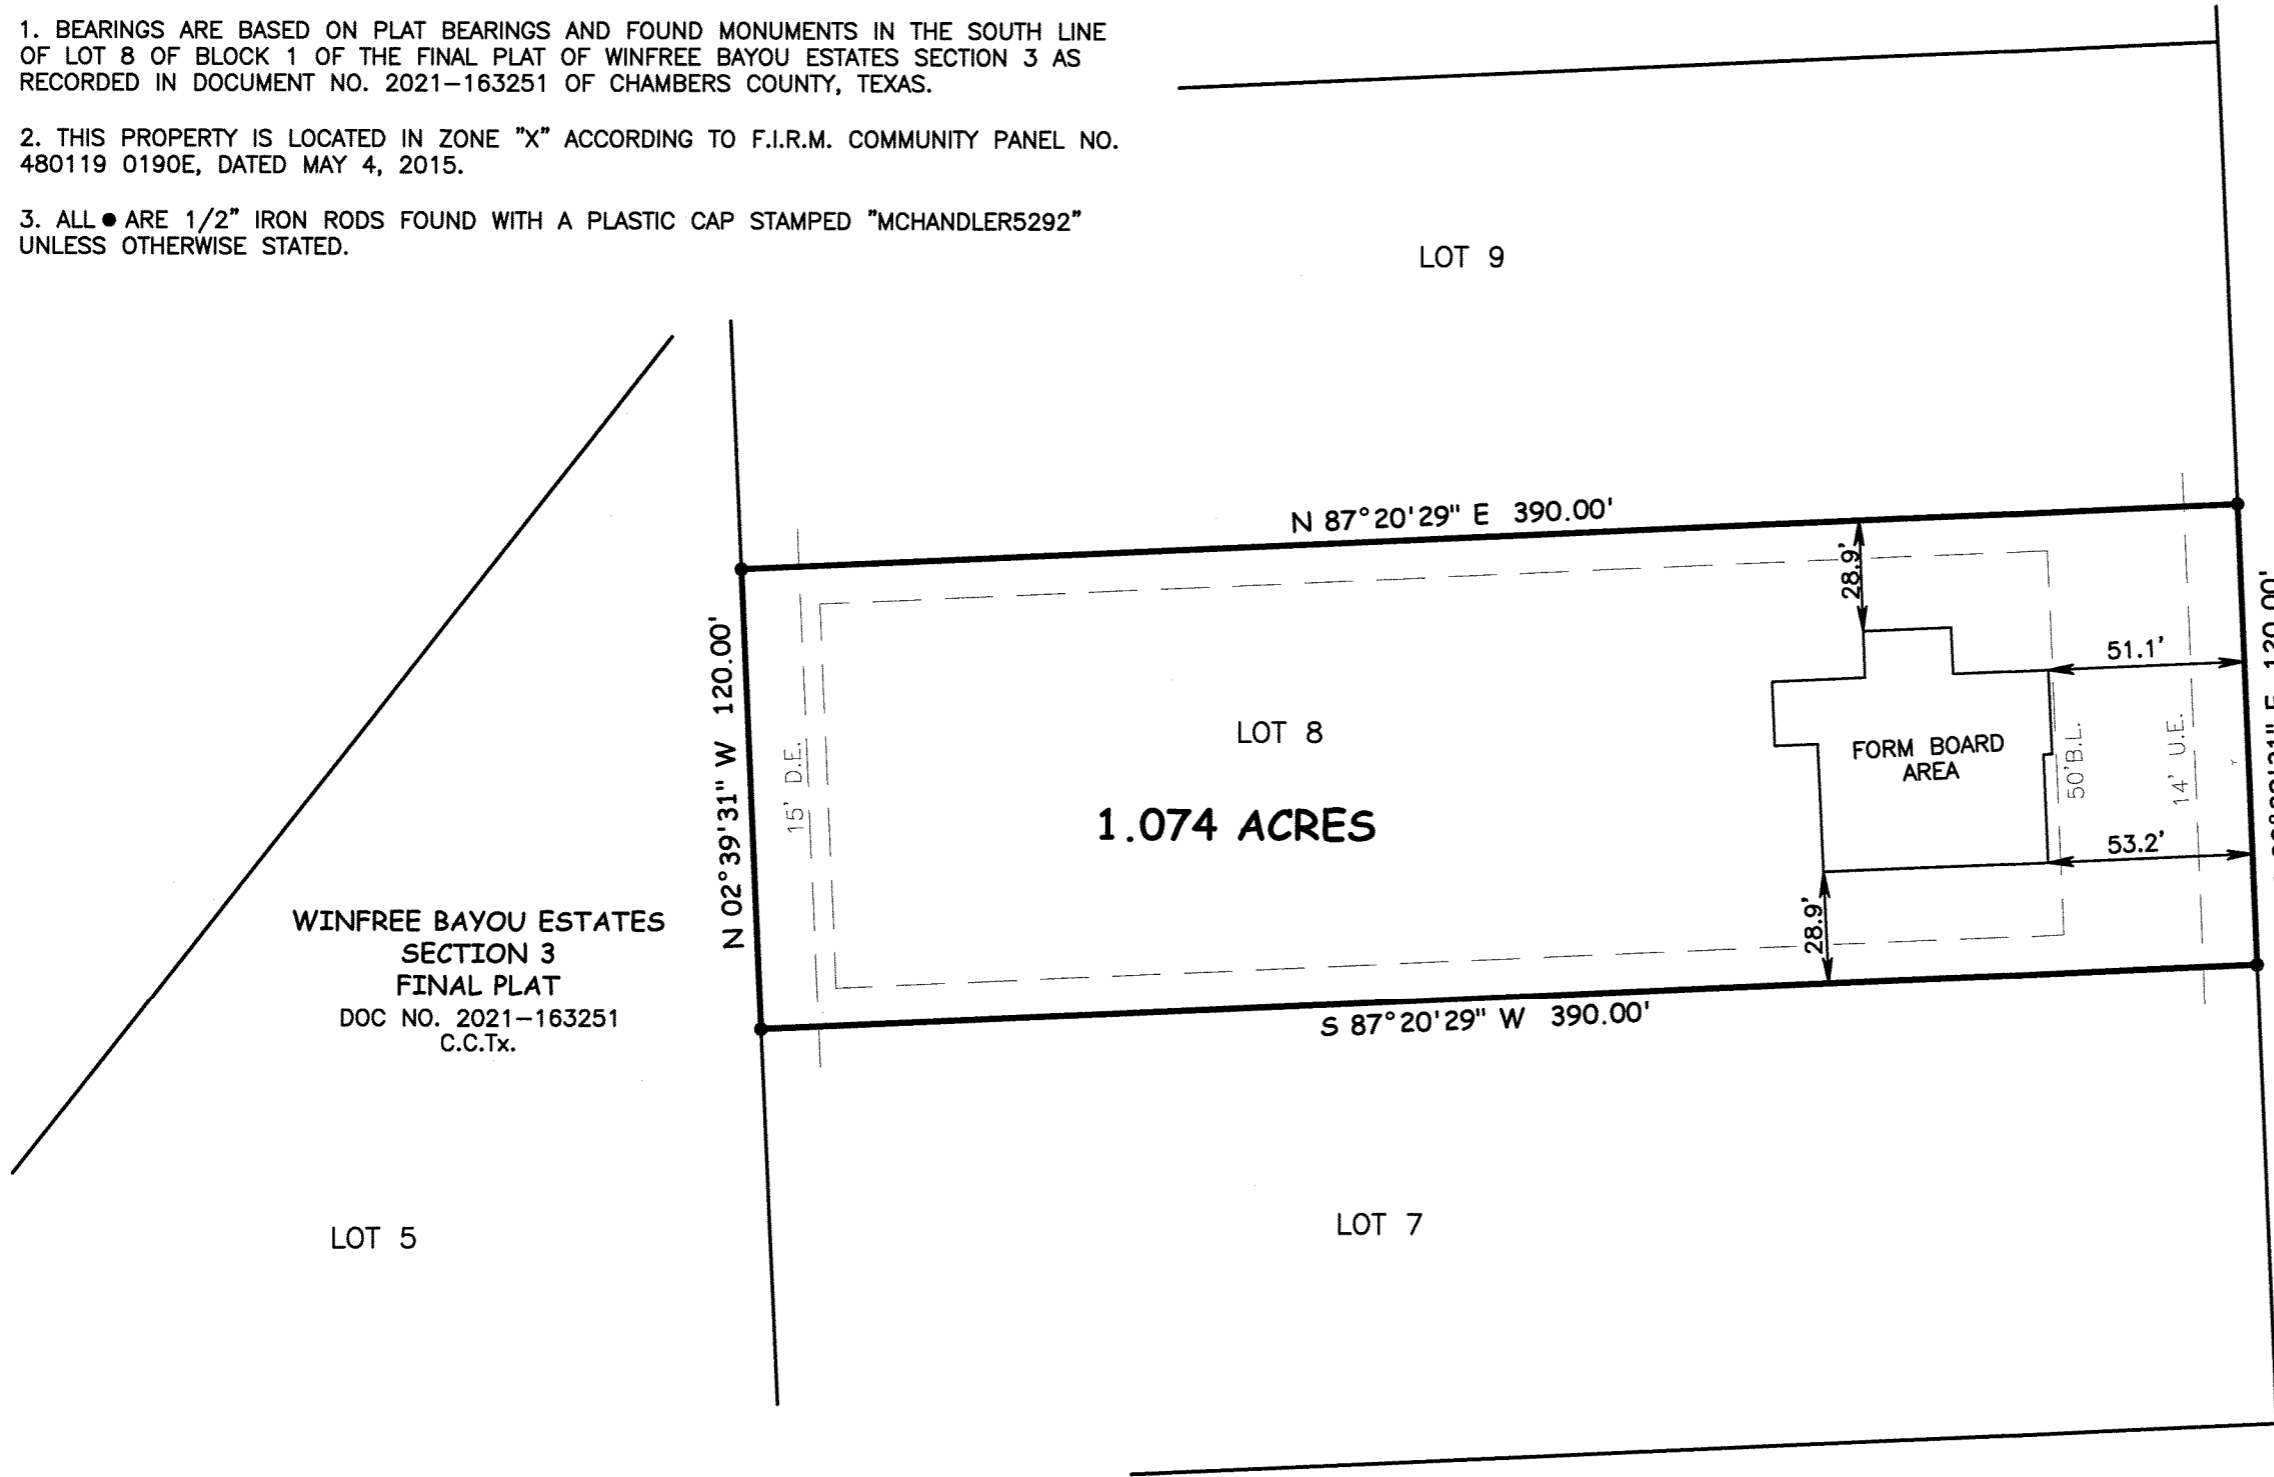 1. BEARINGS ARE BASED ON PLAT BEARINGS AND FOUND MONUMENTS IN THE SOUTH LINE
OF LOT 8 OF BLOCK 1 OF THE FINAL PLAT OF WINFREE BAYOU ESTATES SECTION 3 AS
RECORDED IN DOCUMENT NO. 2021-163251 OF CHAMBERS COUNTY, TEXAS.
2. THIS PROPERTY IS LOCATED IN ZONE "X" ACCORDING TO F.I.R.M. COMMUNITY PANEL NO.
480119 0190E, DATED MAY 4, 2015.
3. ALL ● ARE 1/2" IRON RODS FOUND WITH A PLASTIC CAP STAMPED "MCHANDLER5292"
UNLESS OTHERWISE STATED.
LOT 9
N 87°20'29" E 390.00'
28.9'
N 02°39'31" W 120.00'
15' D.E.
LOT 8
1.074 ACRES
FORM BOARD
AREA
51.1'
50'B.L.
14' U.E.
53.2'
28.9'
120.00'
S 87°20'29" W 390.00'
WINFREE BAYOU ESTATES
SECTION 3
FINAL PLAT
DOC NO. 2021-163251
C.C.Tx.
LOT 5
LOT 7